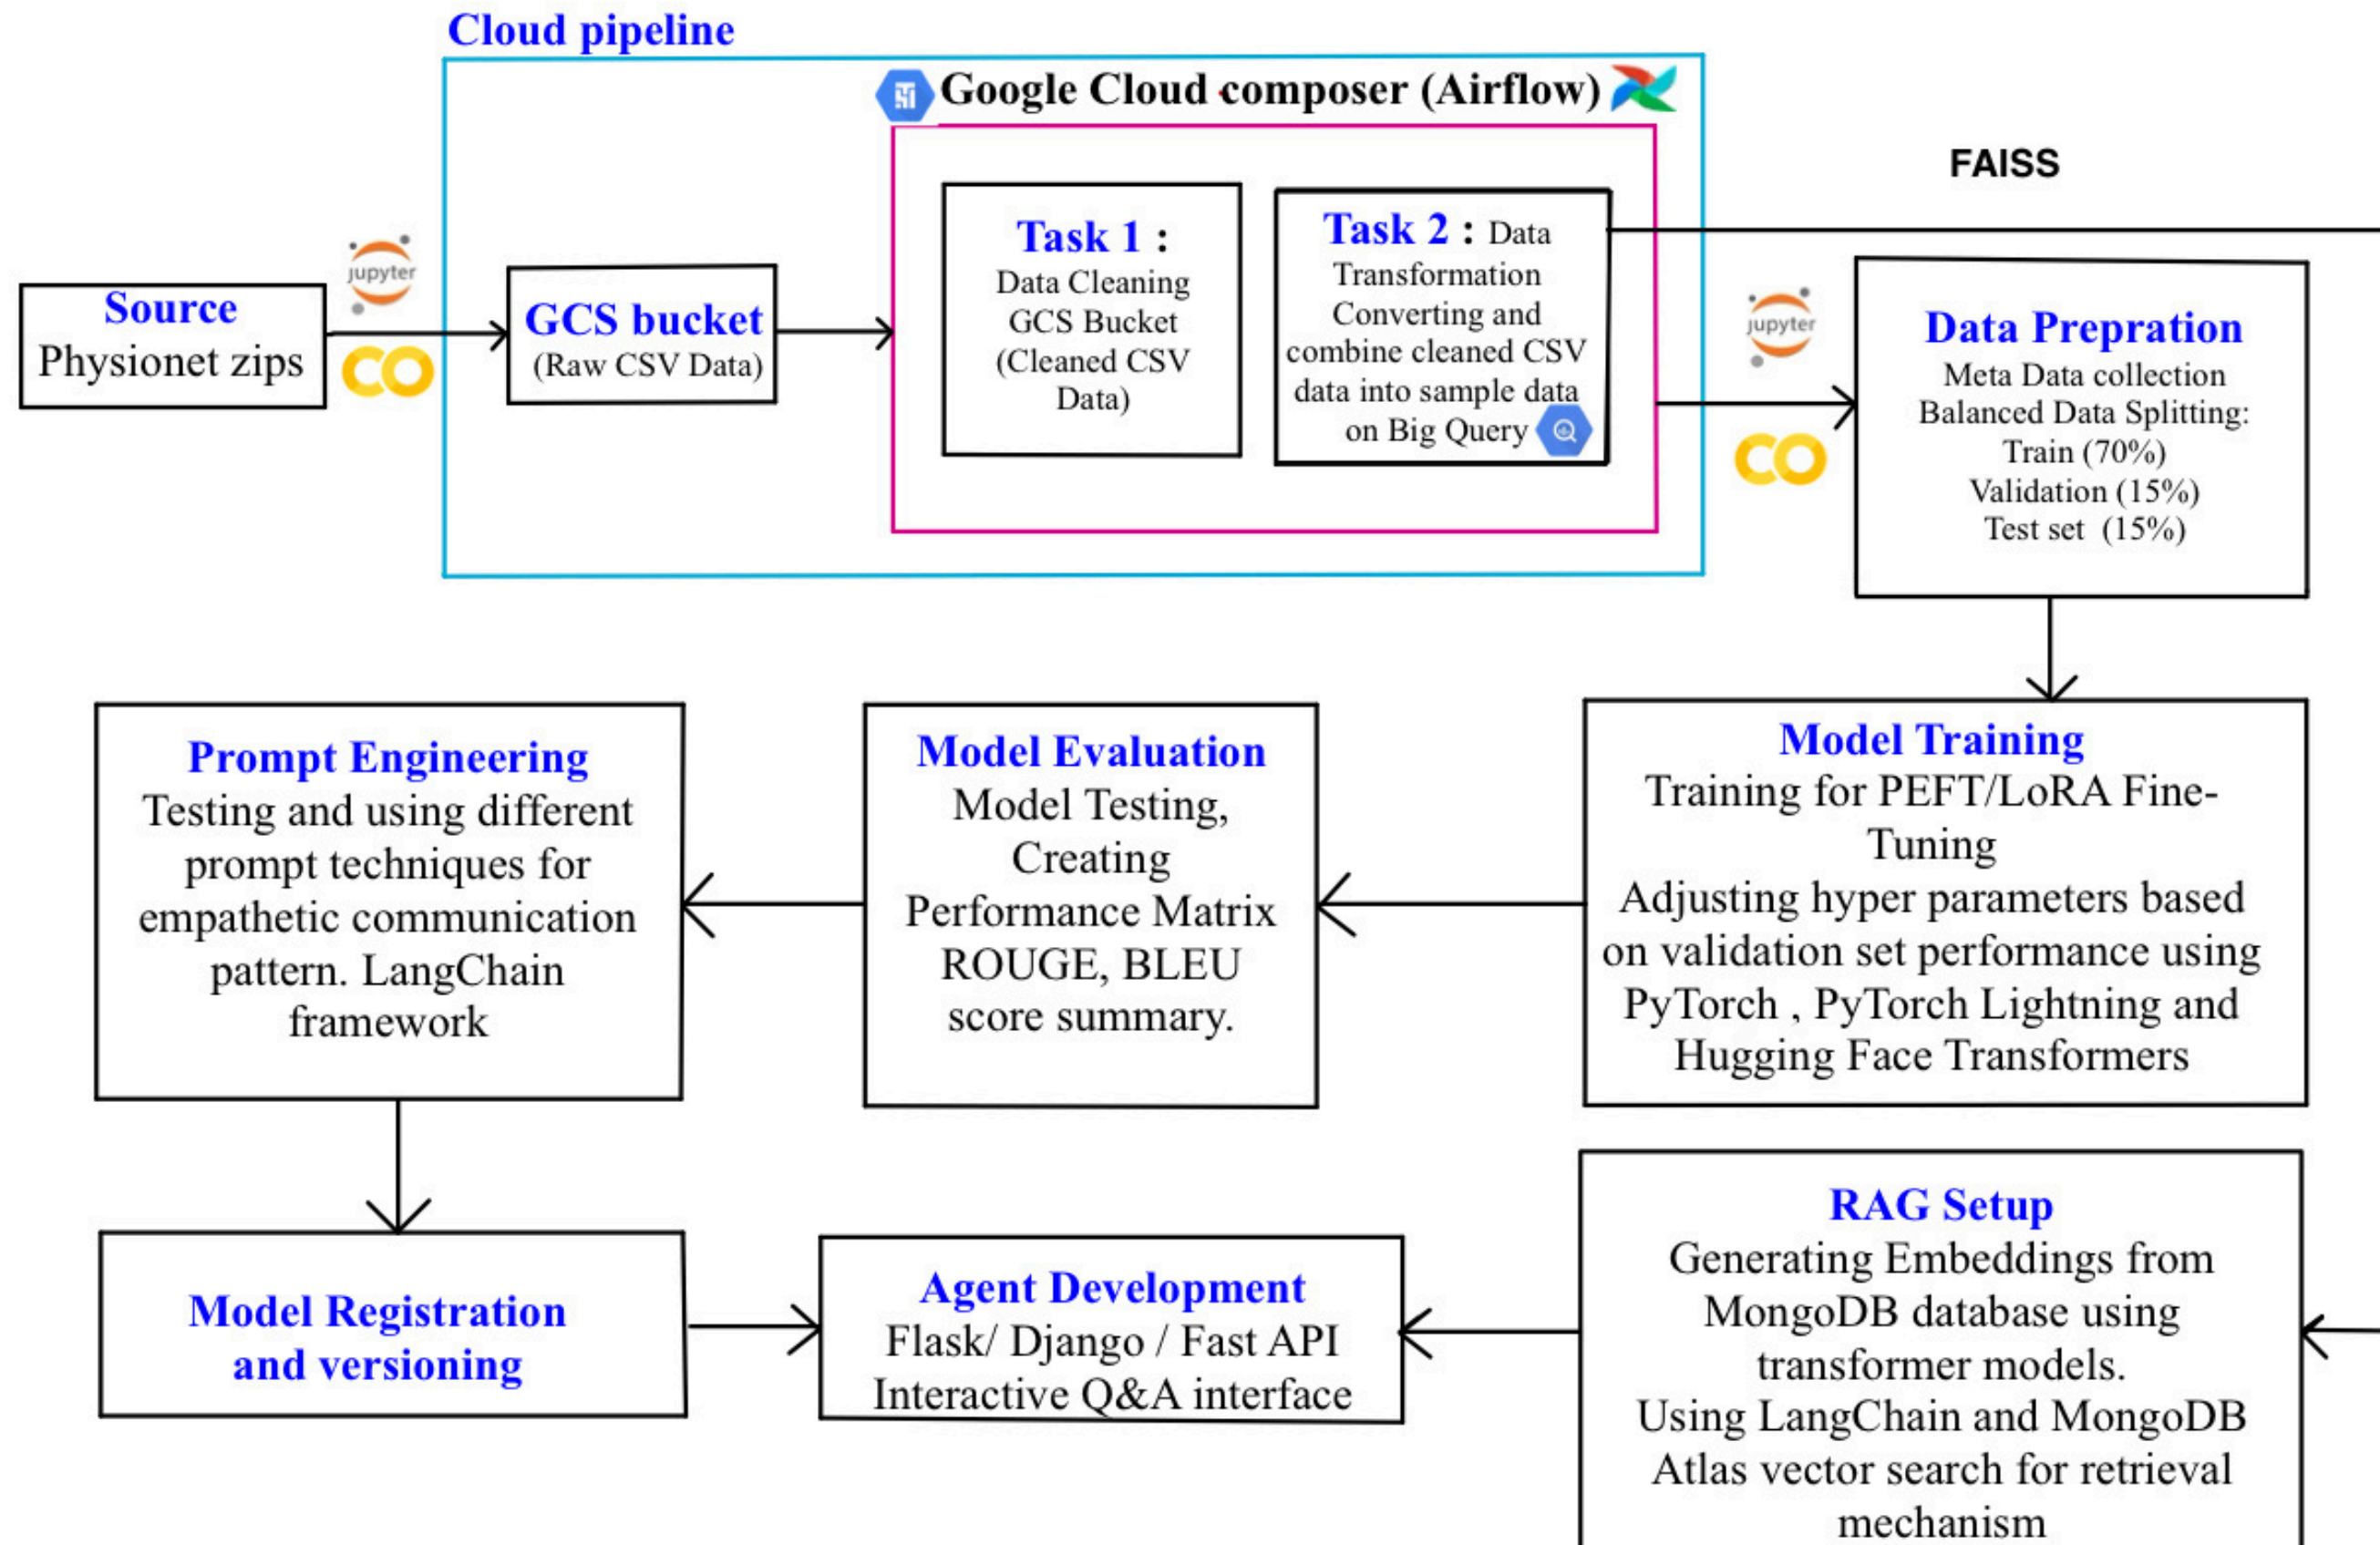 Cloud pipeline
Google Cloud composer (Airflow)
FAISS
Source
Physionet zips
jupyter
CO
GCS bucket
(Raw CSV Data)
Task 1 :
Data Cleaning
GCS Bucket
(Cleaned CSV
Data)
Task 2 : Data
Transformation
Converting and
combine cleaned CSV
data into sample data
on Big Query
jupyter
CO
Data Prepration
Meta Data collection
Balanced Data Splitting:
Train (70%)
Validation (15%)
Test set (15%)
Prompt Engineering
Testing and using different
prompt techniques for
empathetic communication
pattern. LangChain
framework
Model Evaluation
Model Testing,
Creating
Performance Matrix
ROUGE, BLEU
score summary.
Model Training
Training for PEFT/LoRA Fine-
Tuning
Adjusting hyper parameters based
on validation set performance using
PyTorch , PyTorch Lightning and
Hugging Face Transformers
Model Registration
and versioning
Agent Development
Flask/ Django / Fast API
Interactive Q&A interface
RAG Setup
Generating Embeddings from
MongoDB database using
transformer models.
Using LangChain and MongoDB
Atlas vector search for retrieval
mechanism